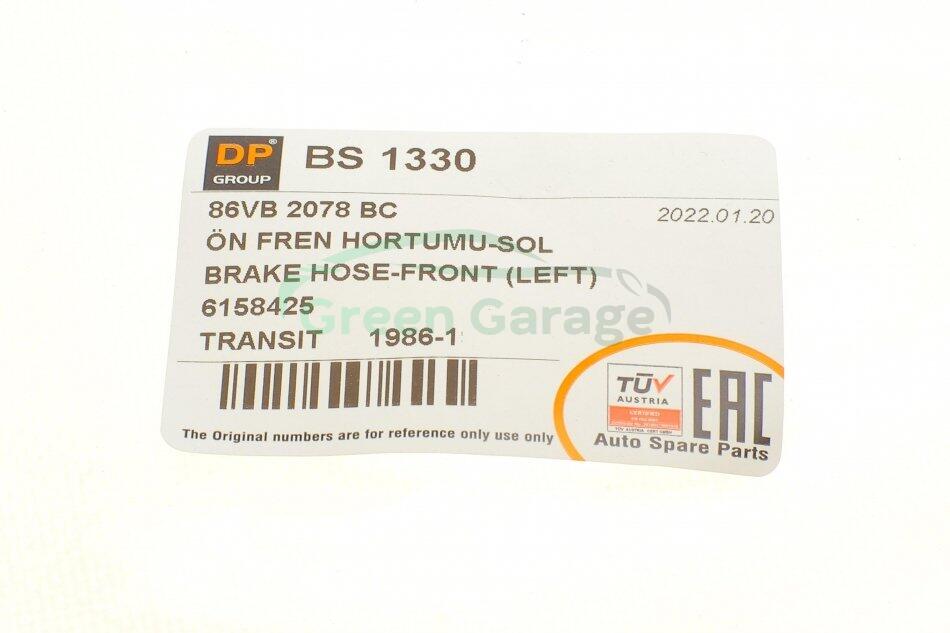 DP® GROUP
BS 1330
86VB 2078 BC
2022.01.20
ÖN FREN HORTUMU-SOL
BRAKE HOSE-FRONT (LEFT)
6158425
Green Garage
TRANSIT 1986-1
TÜV
AUSTRIA
CERTIFIED
EAC
The Original numbers are for reference only use only
Auto Spare Parts